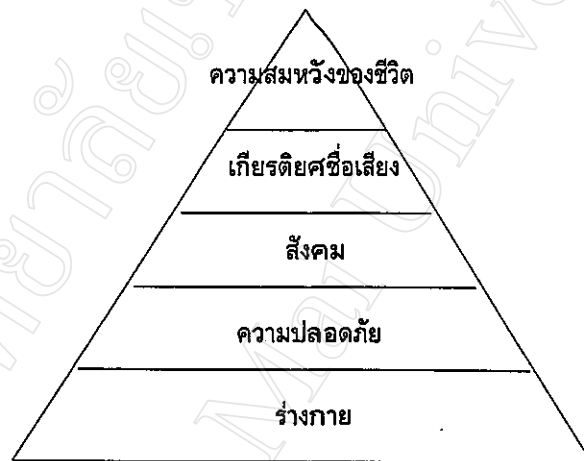 ความสมหวังของชีวิต
เกียรติยศชื่อเสียง
สังคม
ความปลอดภัย
ร่างกาย